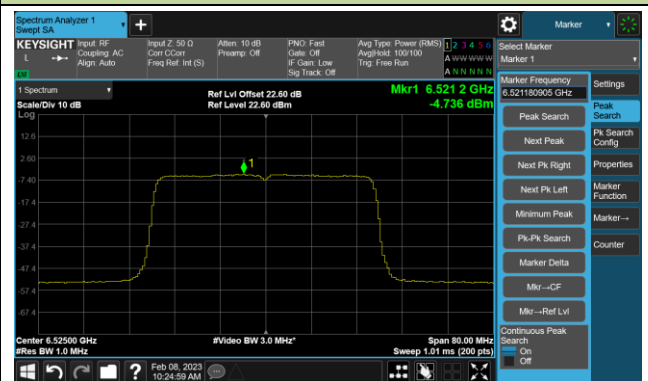 Spectrum Analyzer 1
Swept SA
+
Marker
KEYSIGHT
L
Input: RF
Coupling: AC
Align: Auto
Input Z: 50 Ω
Corr CCorr
Freq Ref: Int (S)
Atten: 10 dB
Preamp: Off
PNO: Fast
Gate: Off
IF Gain: Low
Sig Track: Off
Avg Type: Power (RMS)
Avg|Hold: 100/100
Trig: Free Run
1 2 3 4 5 6
A W W W W W
A N N N N N
Select Marker
Marker 1
1 Spectrum
Scale/Div 10 dB
Log
Ref Lvl Offset 22.60 dB
Ref Level 22.60 dBm
Mkr1 6.521 2 GHz
-4.736 dBm
12.6
2.60
-7.40
-17.4
-27.4
-37.4
-47.4
-57.4
-67.4
1
Center 6.52500 GHz
#Res BW 1.0 MHz
#Video BW 3.0 MHz*
Span 80.00 MHz
Sweep 1.01 ms (200 pts)
Marker Frequency
6.521180905 GHz
Peak Search
Next Peak
Next Pk Right
Next Pk Left
Minimum Peak
Pk-Pk Search
Marker Delta
Mkr→CF
Mkr→Ref Lvl
Continuous Peak
Search
On
Off
Settings
Peak
Search
Pk Search
Config
Properties
Marker
Function
Marker→
Counter
?
Feb 08, 2023
10:24:59 AM